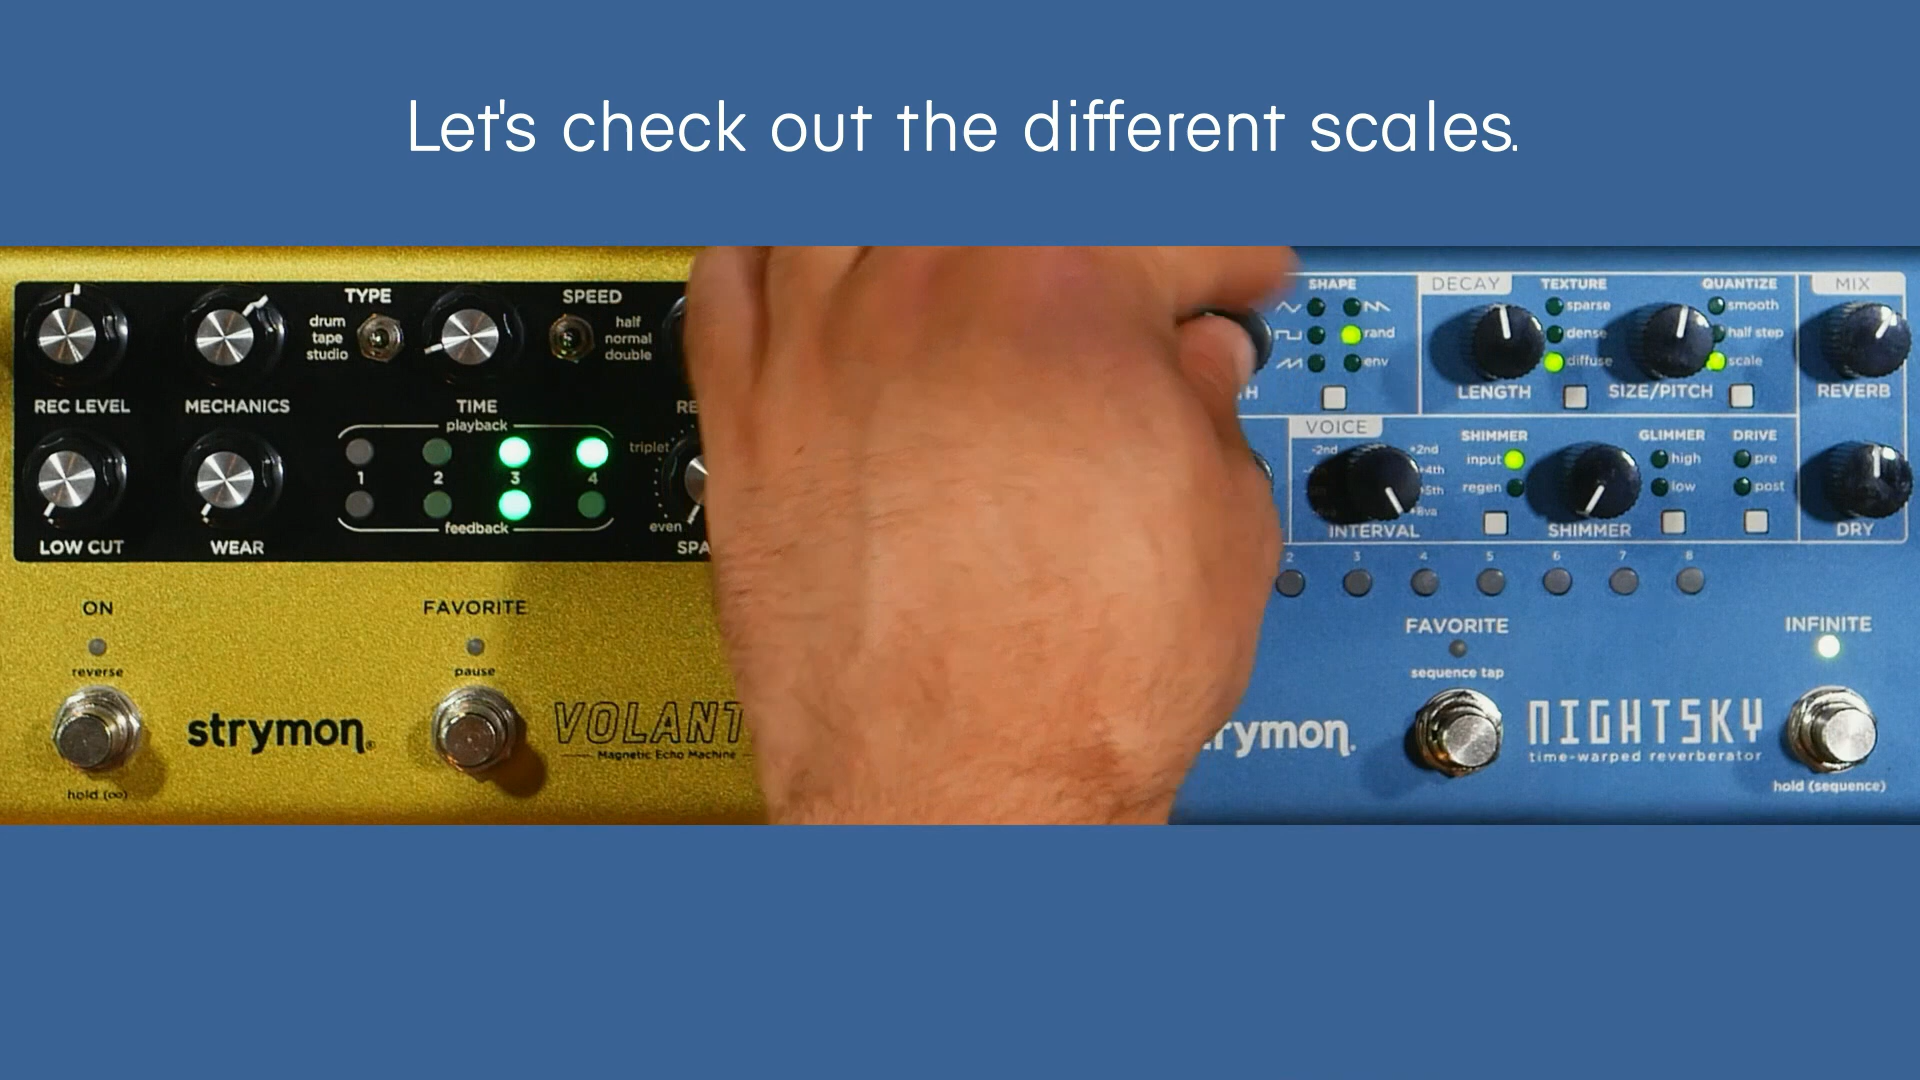 Let's check out the different scales.
TYPE
drum
tape
studio
SPEED
half
normal
double
REC LEVEL
MECHANICS
TIME
playback
1 2 3 4
feedback
triplet
even
LOW CUT
WEAR
ON
reverse
hold (∞)
strymon®
FAVORITE
pause
Magnetic Echo Machine
SHAPE
rand
env
DECAY
LENGTH
TEXTURE
sparse
dense
diffuse
SIZE/PITCH
QUANTIZE
smooth
half step
scale
MIX
REVERB
VOICE
-2nd
+2nd
+4th
+5th
+8va
INTERVAL
SHIMMER
input
regen
SHIMMER
GLIMMER
high
low
DRIVE
pre
post
DRY
2 3 4 5 6 7 8
FAVORITE
sequence tap
NIGHTSKY
time-warped reverberator
INFINITE
hold (sequence)